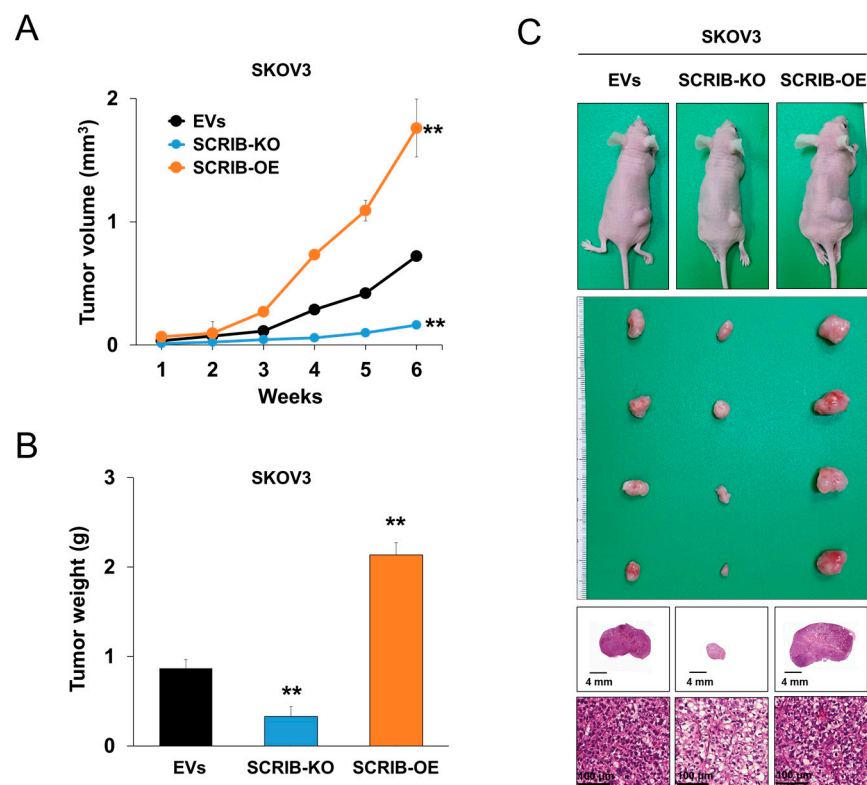 A
SKOV3
EVs
SCRIB-KO
SCRIB-OE
Tumor volume (mm³)
2
1
0
**
**
1 2 3 4 5 6
Weeks
B
SKOV3
Tumor weight (g)
3
2
1
0
**
**
EVs SCRIB-KO SCRIB-OE
C
SKOV3
EVs SCRIB-KO SCRIB-OE
4 mm 4 mm 4 mm
100 μm 100 μm 100 μm